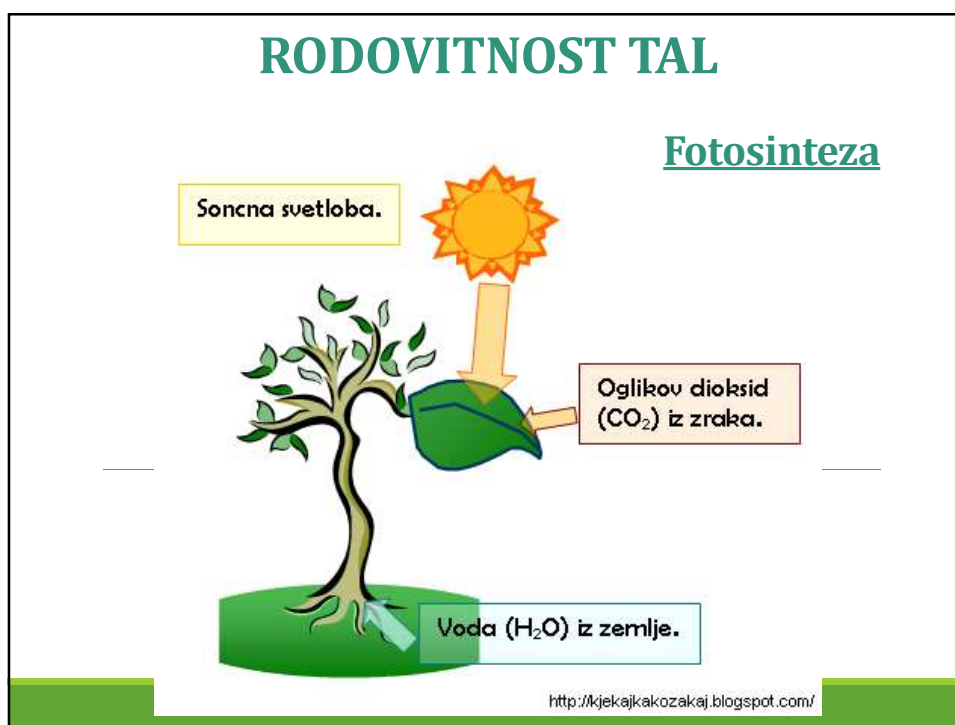 RODOVITNOST TAL
Fotosinteza
Soncna svetloba.
Oglikov dioksid
(CO₂) iz zraka.
Voda (H₂O) iz zemlje.
http://kjekajkakozakaj.blogspot.com/